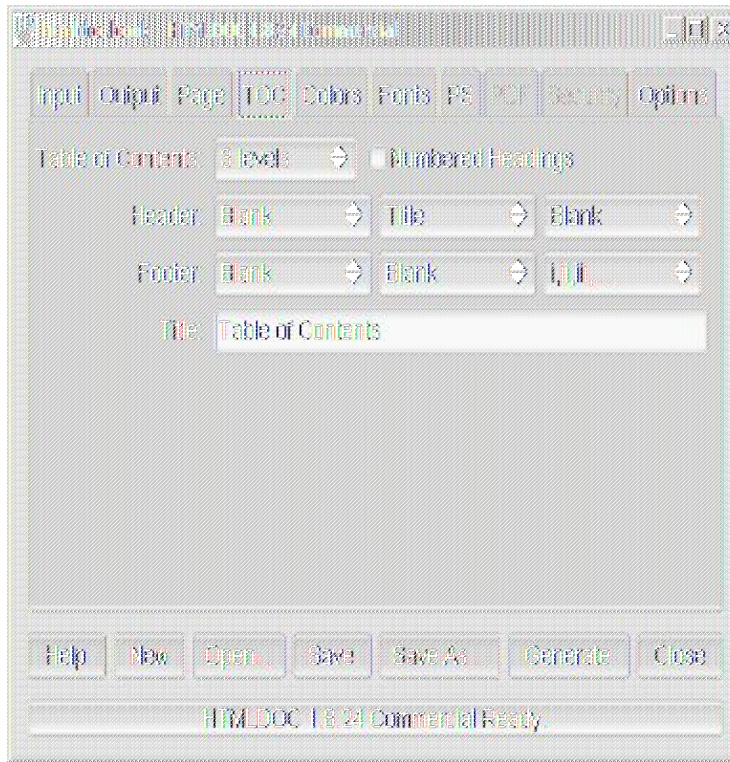 HTMLDOC 1.8.24 Commercial
Input Output Page TOC Colors Fonts PS PDF Security Options
Table of Contents: 3 levels Numbered Headings
Header: Blank Title Blank
Footer: Blank Blank i,ii,iii,...
Title: Table of Contents
Help New Open... Save Save As... Generate Close
HTMLDOC 1.8.24 Commercial Ready.